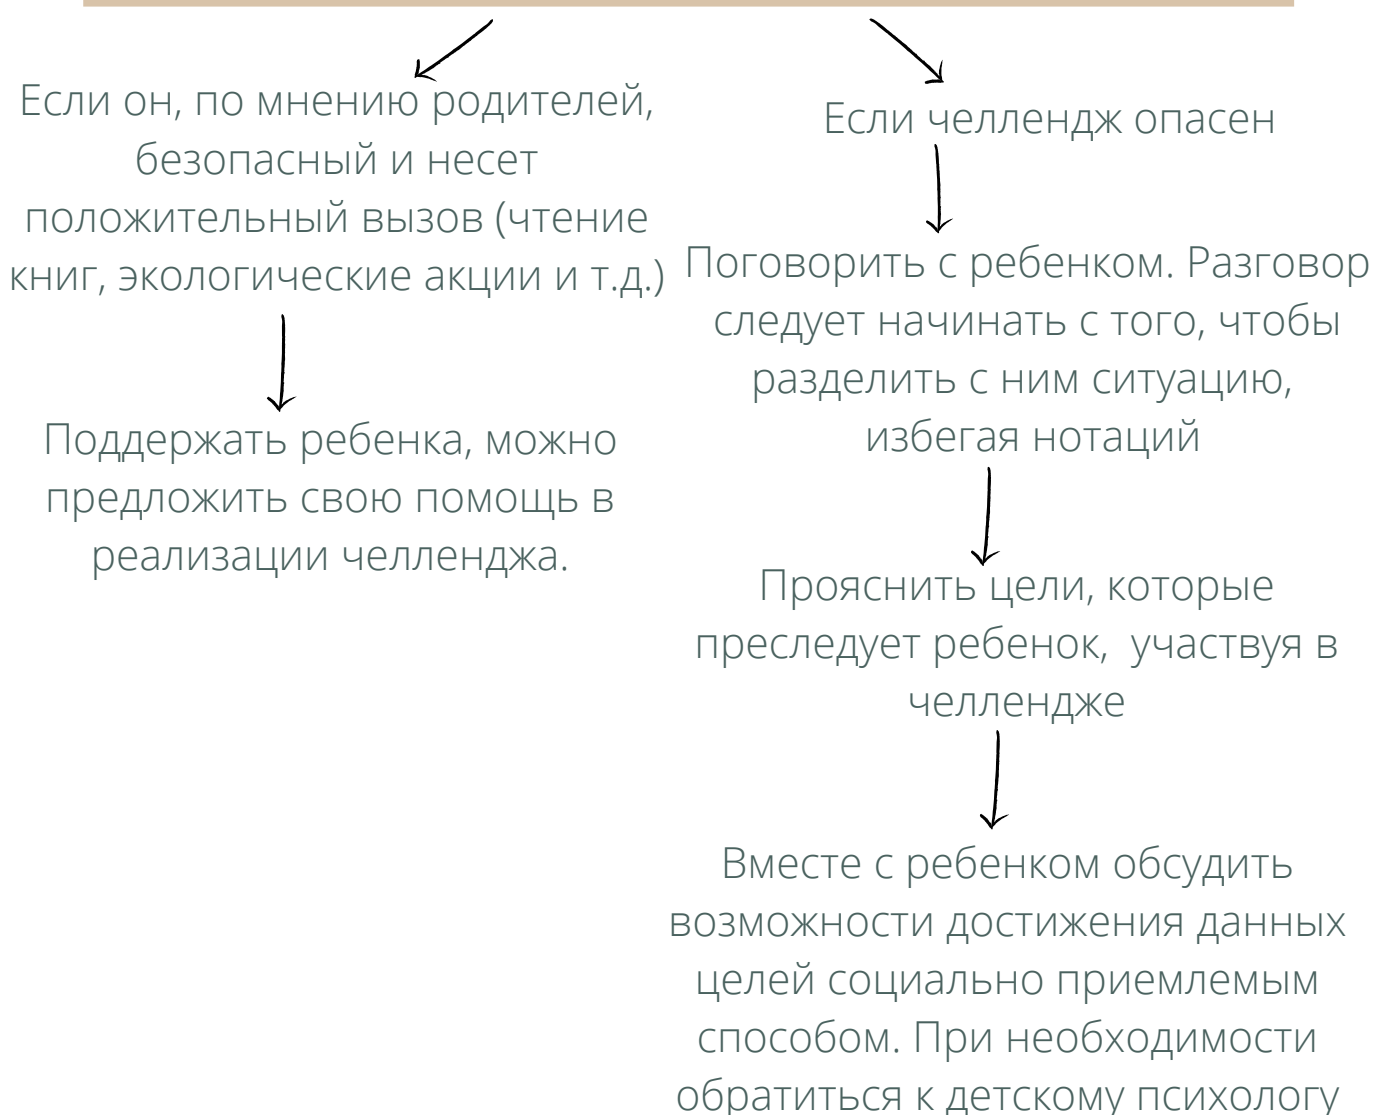 Если он, по мнению родителей,
безопасный и несет
положительный вызов (чтение
книг, экологические акции и т.д.)
Поддержать ребенка, можно
предложить свою помощь в
реализации челленджа.
Если челлендж опасен
Поговорить с ребенком. Разговор
следует начинать с того, чтобы
разделить с ним ситуацию,
избегая нотаций
Прояснить цели, которые
преследует ребенок,  участвуя в
челлендже
Вместе с ребенком обсудить
возможности достижения данных
целей социально приемлемым
способом. При необходимости
обратиться к детскому психологу